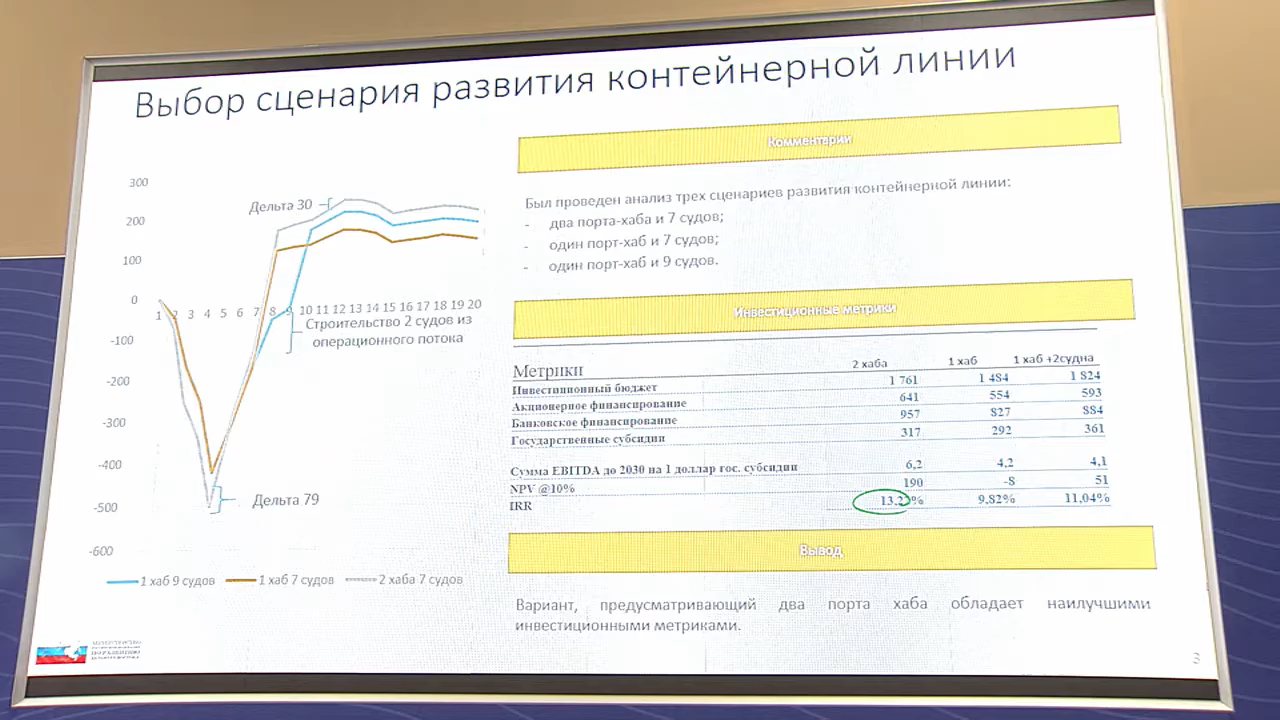 Выбор сценария развития контейнерной линии
Комментарии
Был проведен анализ трех сценариев развития контейнерной линии:
- два порта-хаба и 7 судов;
- один порт-хаб и 7 судов;
- один порт-хаб и 9 судов.
300
200
100
0
-100
-200
-300
-400
-500
-600
1 2 3 4 5 6 7 8 9 10 11 12 13 14 15 16 17 18 19 20
Дельта 30
Строительство 2 судов из
операционного потока
Дельта 79
1 хаб 9 судов 1 хаб 7 судов 2 хаба 7 судов
Инвестиционные метрики
Метрики 2 хаба 1 хаб 1 хаб +2судна
Инвестиционный бюджет 1 761 1 484 1 824
Акционерное финансирование 641 554 593
Банковское финансирование 957 827 884
Государственные субсидии 317 292 361
Сумма EBITDA до 2030 на 1 доллар гос. субсидии 6,2 4,2 4,1
NPV @10% 190 -8 51
IRR 9,82% 11,04%
Вывод
Вариант, предусматривающий два порта хаба обладает наилучшими
инвестиционными метриками.
3